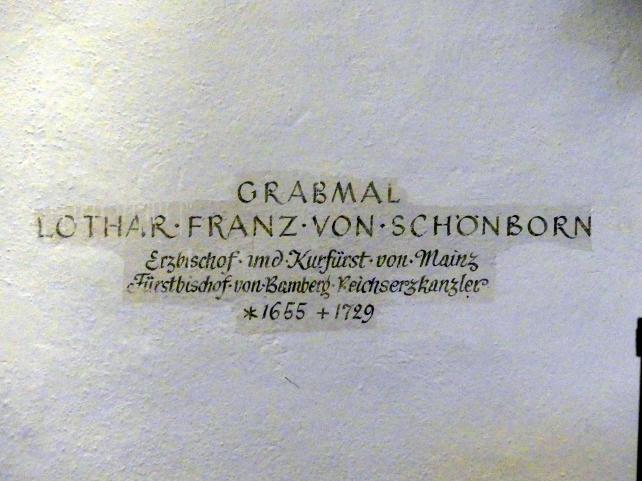 GRABMAL
LOTHAR·FRANZ·VON·SCHÖNBORN
Erzbischof·und·Kurfürst·von·Mainz
Fürstbischof·von·Bamberg·Reichserzkanzler
*1655 +1729